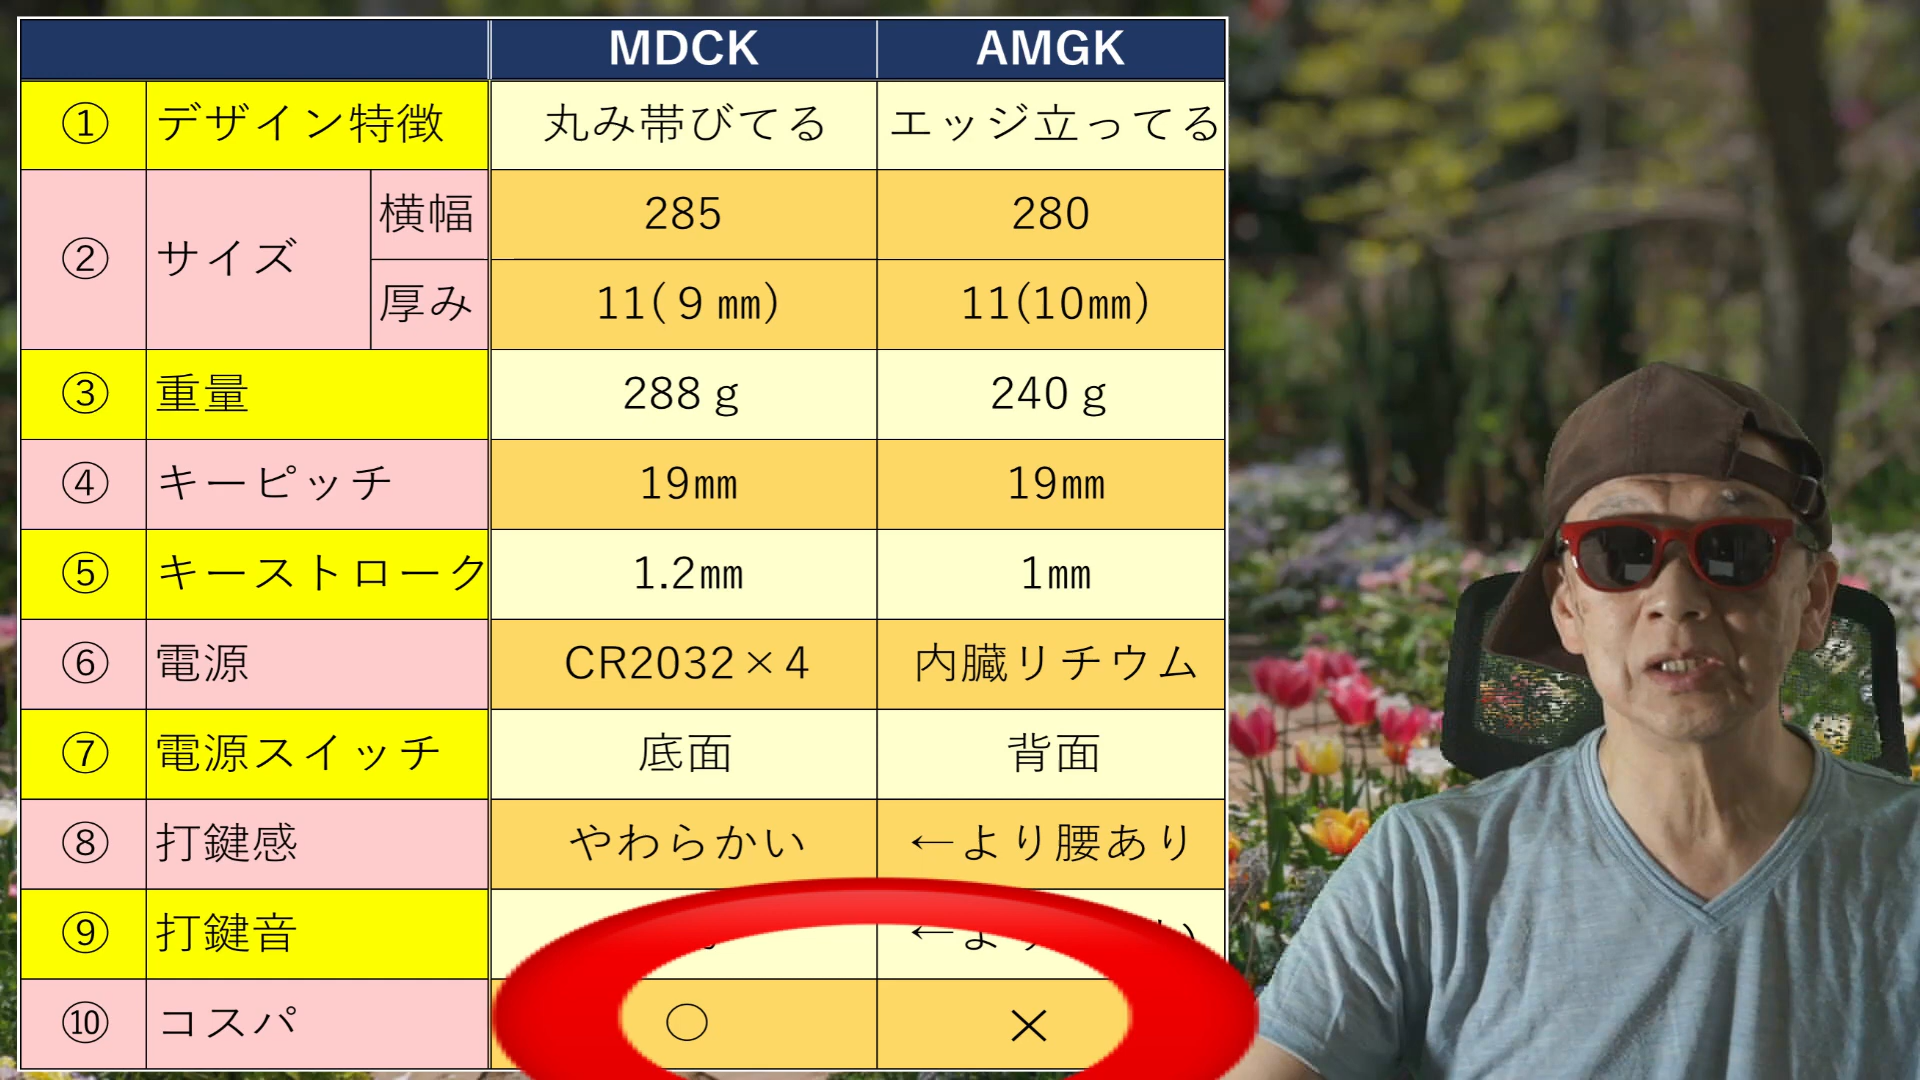 MDCK AMGK
① デザイン特徴 丸み帯びてる エッジ立ってる
② サイズ 横幅 285 280
厚み 11(９㎜) 11(10㎜)
③ 重量 288ｇ 240ｇ
④ キーピッチ 19㎜ 19㎜
⑤ キーストローク 1.2㎜ 1㎜
⑥ 電源 CR2032×4 内臓リチウム
⑦ 電源スイッチ 底面 背面
⑧ 打鍵感 やわらかい ←より腰あり
⑨ 打鍵音
⑩ コスパ ○ ×